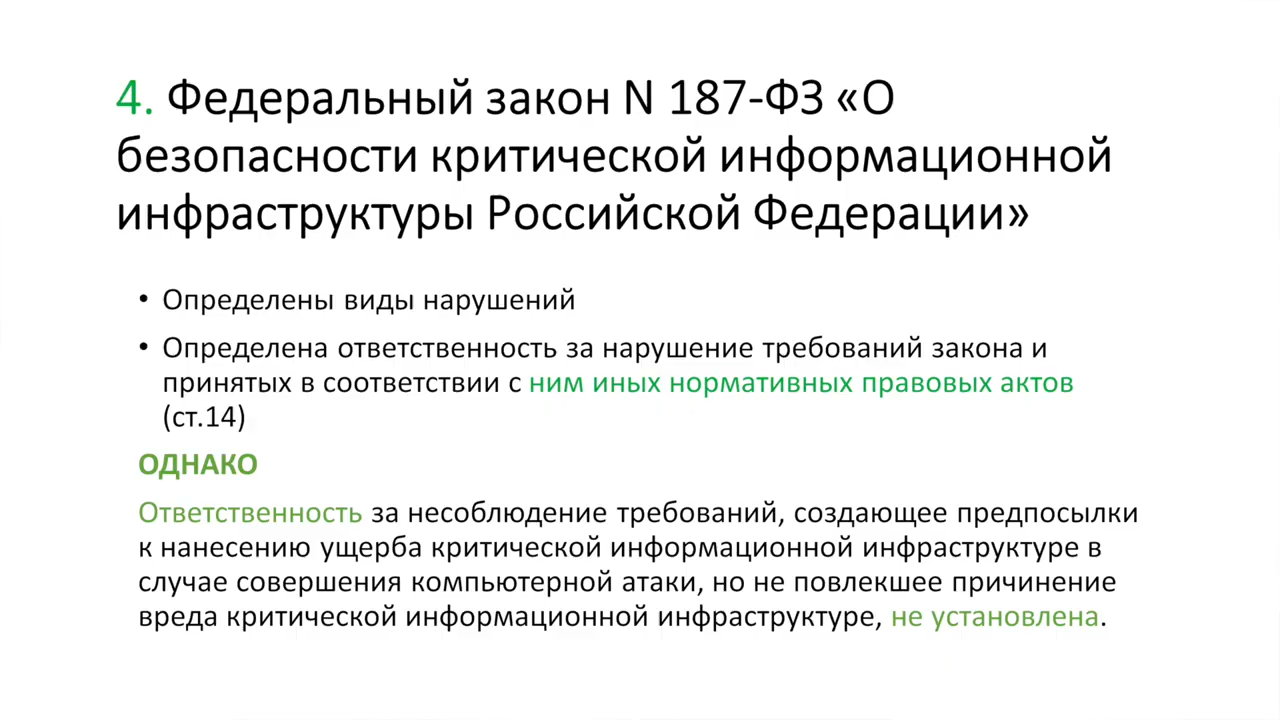 4. Федеральный закон N 187-ФЗ «О
безопасности критической информационной
инфраструктуры Российской Федерации»
• Определены виды нарушений
• Определена ответственность за нарушение требований закона и
принятых в соответствии с ним иных нормативных правовых актов
(ст.14)
ОДНАКО
Ответственность за несоблюдение требований, создающее предпосылки
к нанесению ущерба критической информационной инфраструктуре в
случае совершения компьютерной атаки, но не повлекшее причинение
вреда критической информационной инфраструктуре, не установлена.